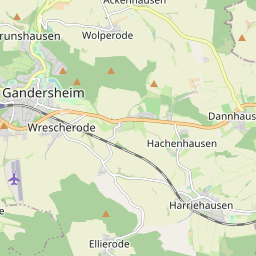 Ackenhausen
Wolperode
runshausen
Gandersheim
Dannhaus
Wrescherode
Hachenhausen
Harriehausen
Ellierode